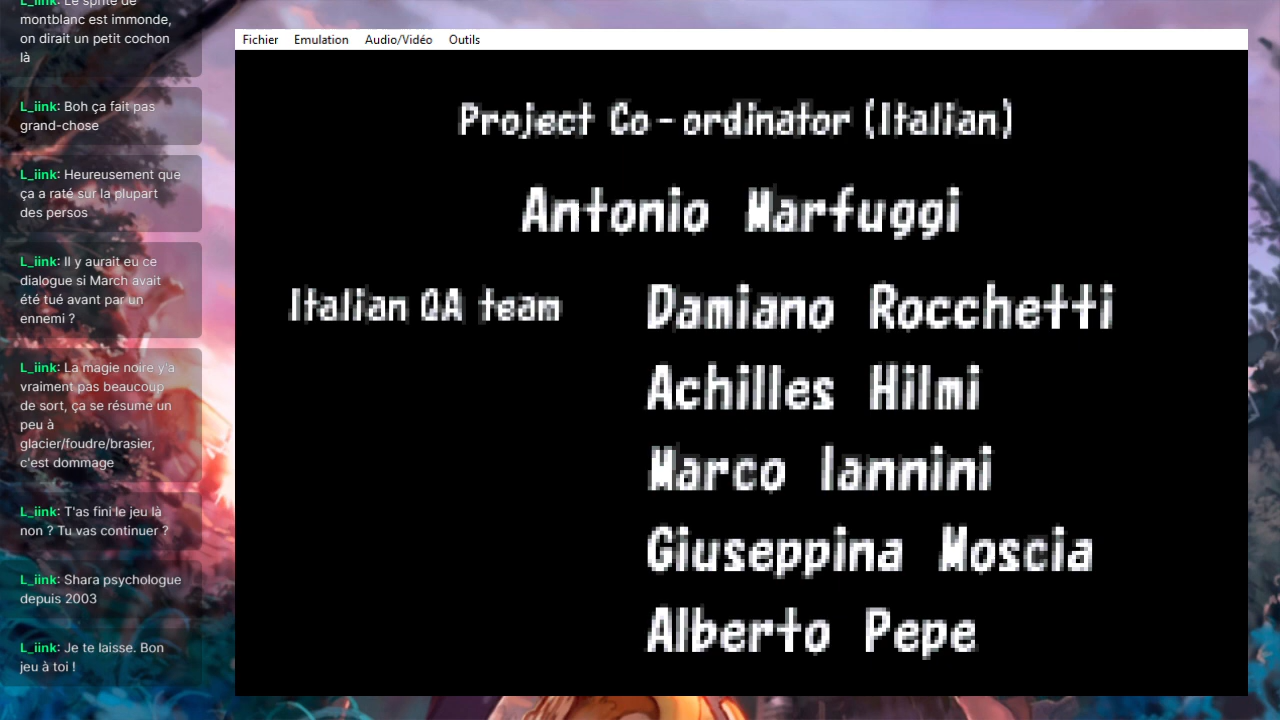 L_iink: Le sprite de
montblanc est immonde,
on dirait un petit cochon
là
L_iink: Boh ça fait pas
grand-chose
L_iink: Heureusement que
ça a raté sur la plupart
des persos
L_iink: Il y aurait eu ce
dialogue si March avait
été tué avant par un
ennemi ?
L_iink: La magie noire y'a
vraiment pas beaucoup
de sort, ça se résume un
peu à
glacier/foudre/brasier,
c'est dommage
L_iink: T'as fini le jeu là
non ? Tu vas continuer ?
L_iink: Shara psychologue
depuis 2003
L_iink: Je te laisse. Bon
jeu à toi !
Fichier Emulation Audio/Vidéo Outils
Project Co-ordinator (Italian)
Antonio Marfuggi
Italian QA team Damiano Rocchetti
Achilles Hilmi
Marco Iannini
Giuseppina Moscia
Alberto Pepe